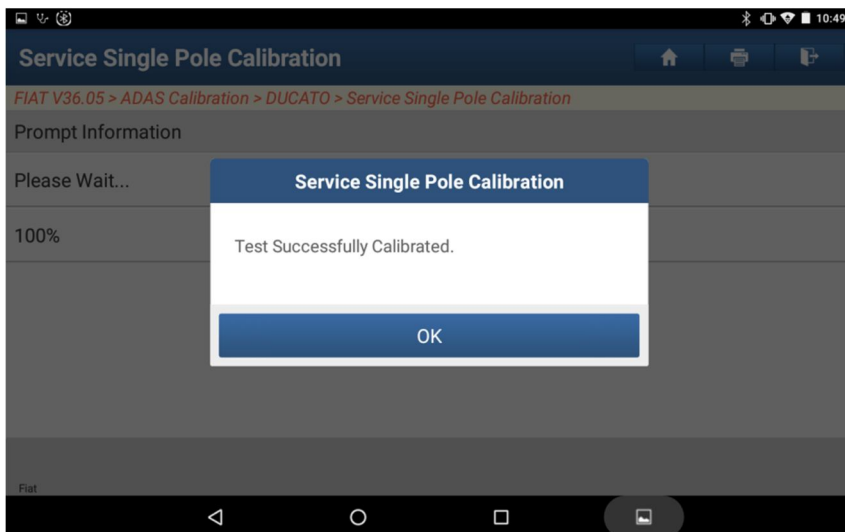 10:49
Service Single Pole Calibration
FIAT V36.05 > ADAS Calibration > DUCATO > Service Single Pole Calibration
Prompt Information
Please Wait...
100%
Service Single Pole Calibration
Test Successfully Calibrated.
OK
Fiat